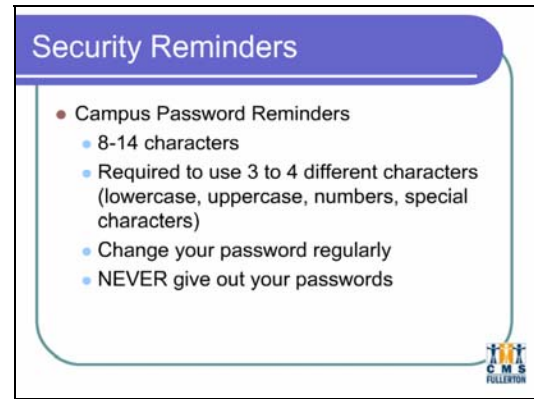 Security Reminders
Campus Password Reminders
8-14 characters
Required to use 3 to 4 different characters
(lowercase, uppercase, numbers, special
characters)
Change your password regularly
NEVER give out your passwords
C M S
FULLERTON